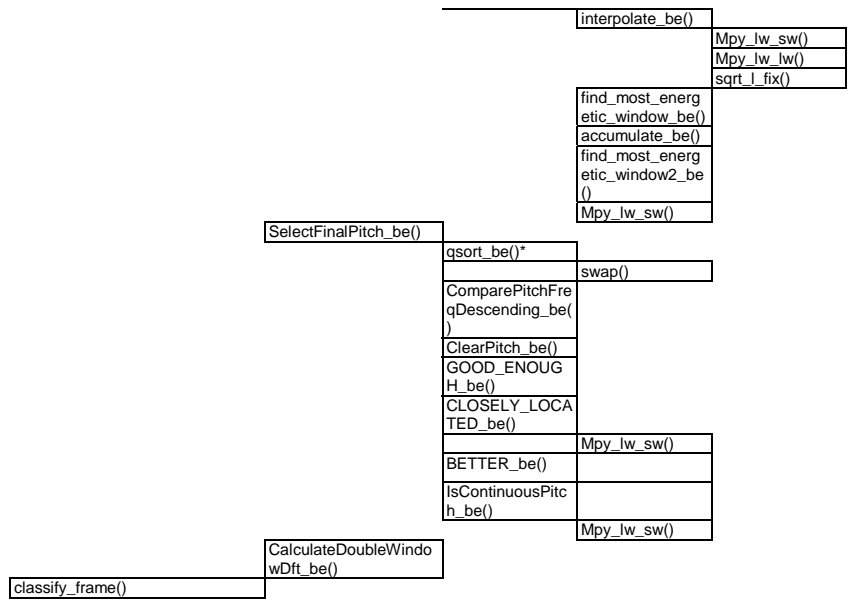 interpolate_be()
Mpy_lw_sw()
Mpy_lw_lw()
sqrt_l_fix()
find_most_energ
etic_window_be()
accumulate_be()
find_most_energ
etic_window2_be
()
Mpy_lw_sw()
SelectFinalPitch_be()
qsort_be()*
swap()
ComparePitchFre
qDescending_be(
)
ClearPitch_be()
GOOD_ENOUG
H_be()
CLOSELY_LOCA
TED_be()
Mpy_lw_sw()
BETTER_be()
IsContinuousPitc
h_be()
Mpy_lw_sw()
CalculateDoubleWindo
wDft_be()
classify_frame()